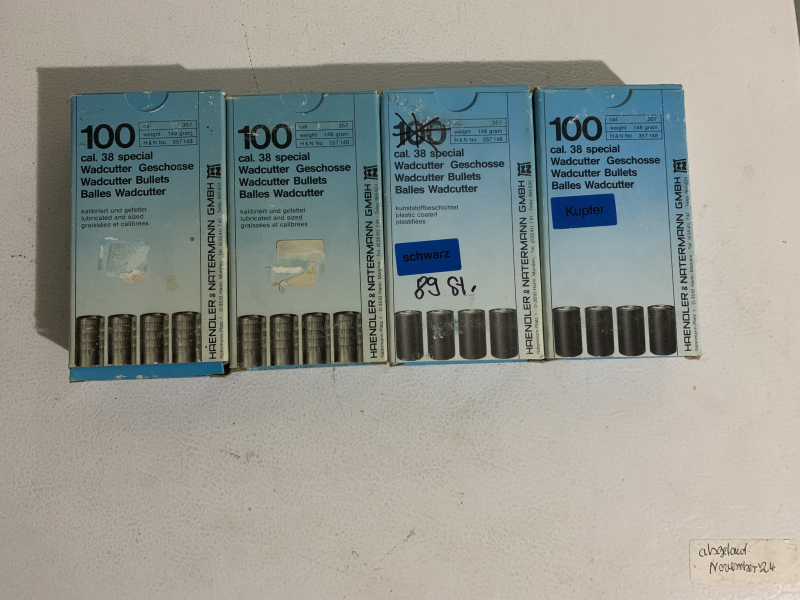 100
cal. 357
weight 148 grain
H&N No. 357 148
cal. 38 special
Wadcutter Geschosse
Wadcutter Bullets
Balles Wadcutter
kalibriert und gefettet
lubricated and sized
graissées et calibrées
HAENDLER & NATERMANN GMBH
100
cal. 357
weight 148 grain
H&N No. 357 148
cal. 38 special
Wadcutter Geschosse
Wadcutter Bullets
Balles Wadcutter
kalibriert und gefettet
lubricated and sized
graissées et calibrées
HAENDLER & NATERMANN GMBH
100
357
weight 148 grain
H&N No. 357 148
cal. 38 special
Wadcutter Geschosse
Wadcutter Bullets
Balles Wadcutter
kunststoffbeschichtet
plastic coated
plastifiées
schwarz
89 St.
HAENDLER & NATERMANN GMBH
100
cal. 357
weight 148 grain
H&N No. 357 148
cal. 38 special
Wadcutter Geschosse
Wadcutter Bullets
Balles Wadcutter
Kupfer
HAENDLER & NATERMANN GMBH
November 24